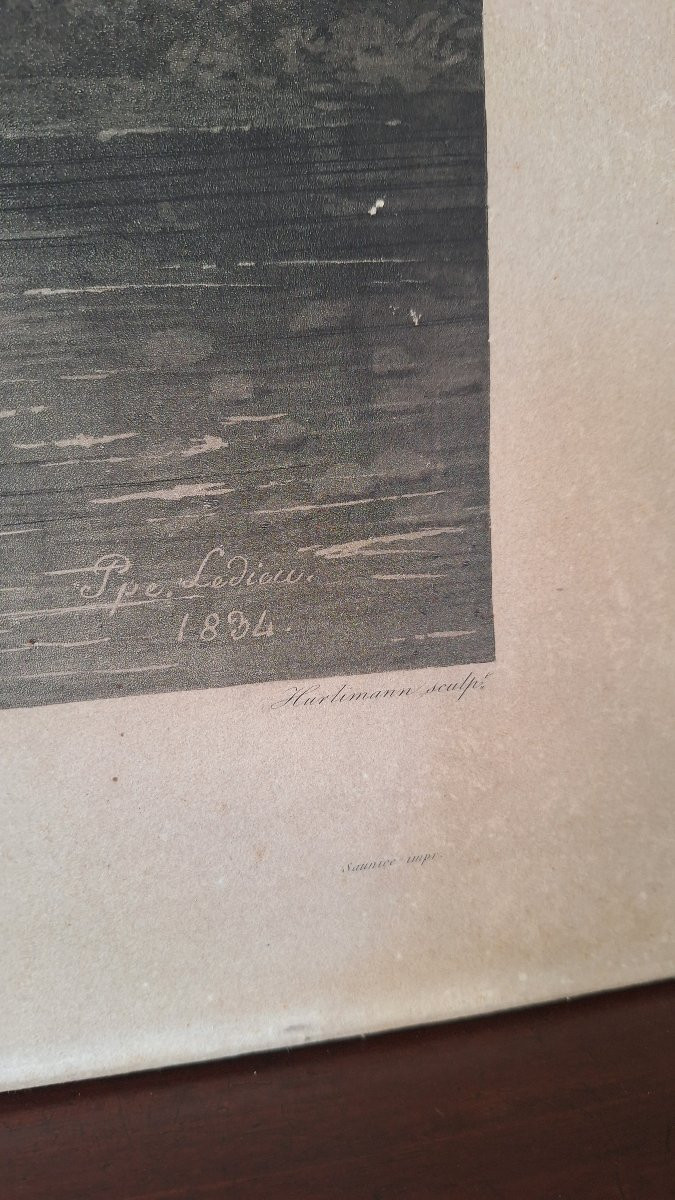 Ppe. Ledieu.
1834.
Hurlimann sculpt.
Saunier impr.